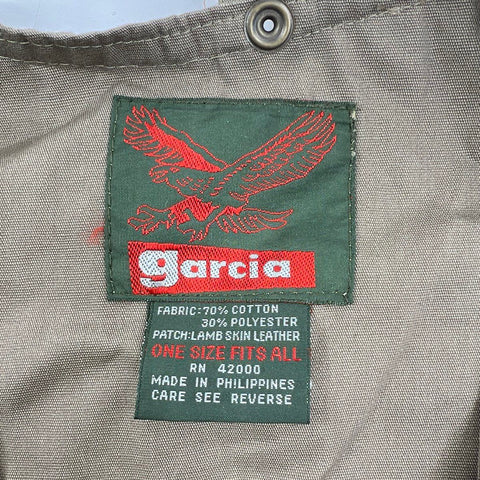 garcia
FABRIC: 70% COTTON
30% POLYESTER
PATCH: LAMB SKIN LEATHER
ONE SIZE FITS ALL
RN 42000
MADE IN PHILIPPINES
CARE SEE REVERSE